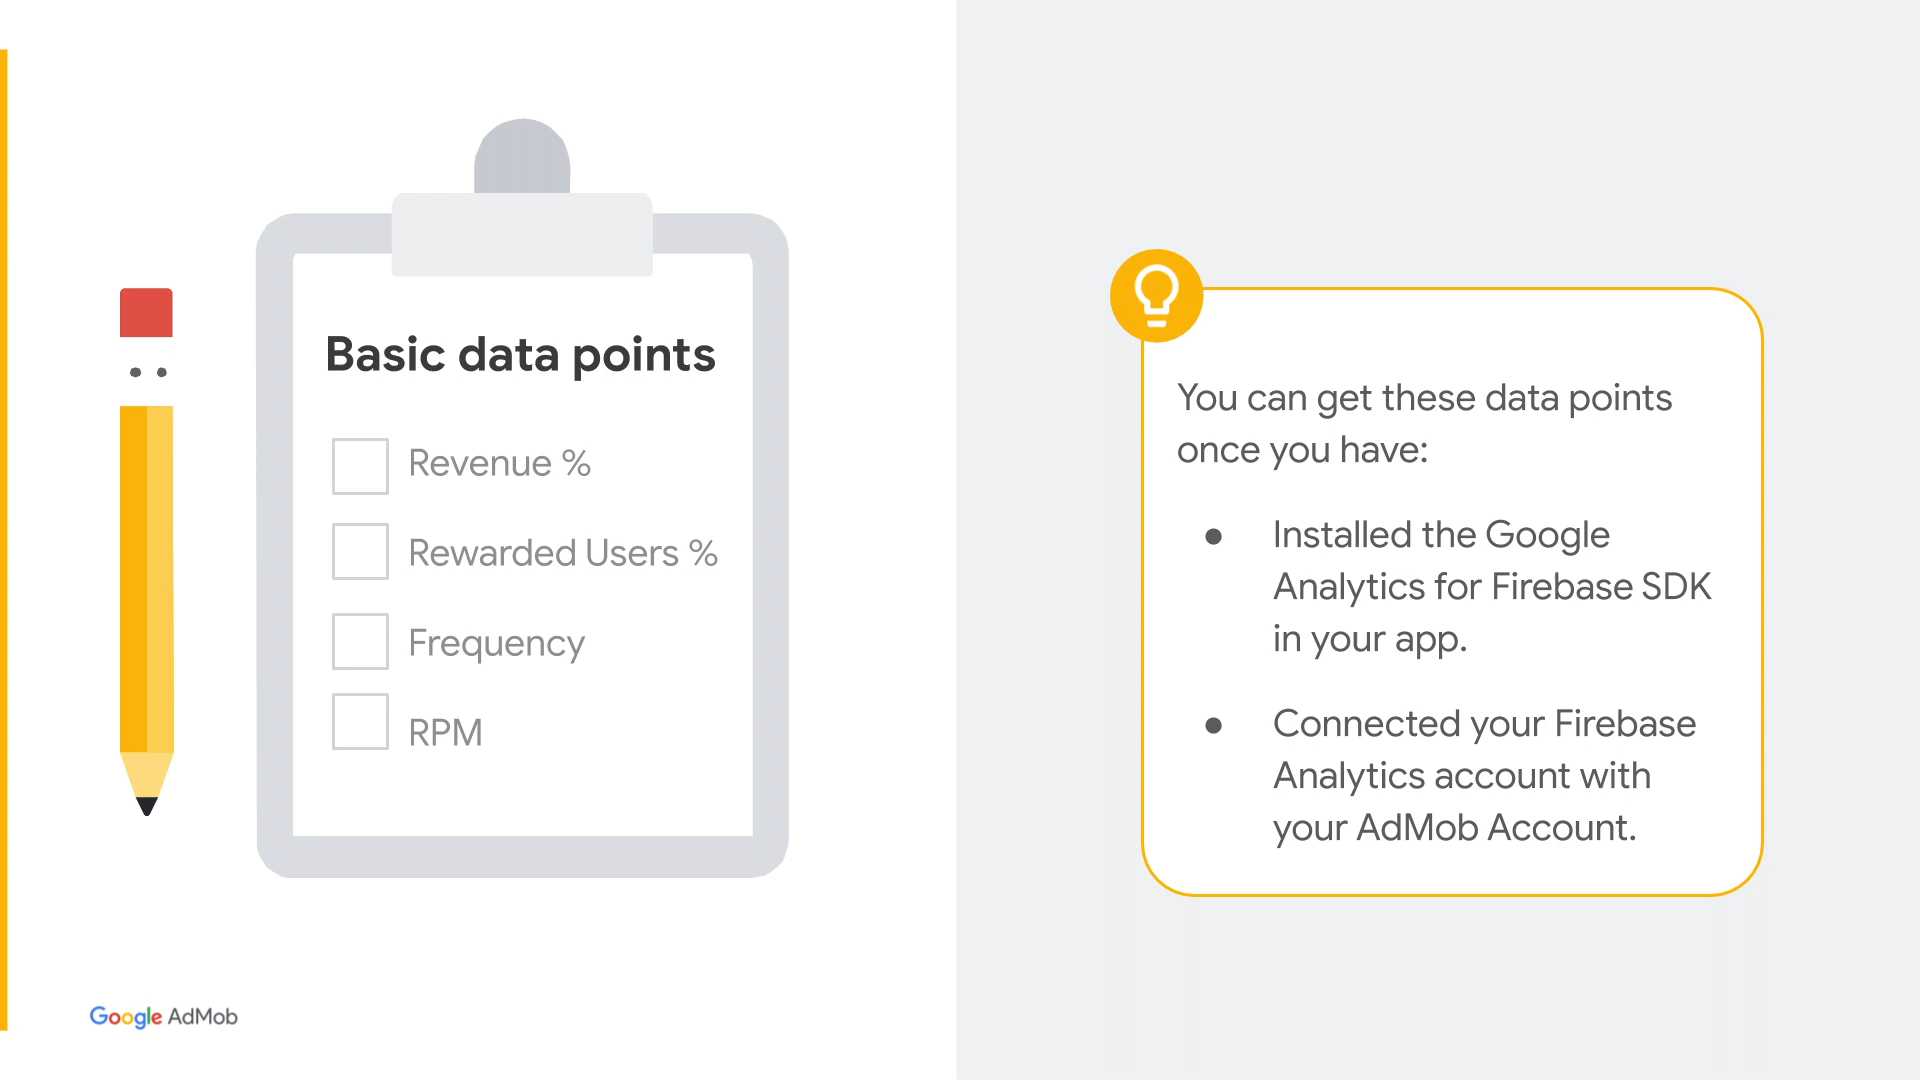 Basic data points
Revenue %
Rewarded Users %
Frequency
RPM
You can get these data points
once you have:
● Installed the Google
Analytics for Firebase SDK
in your app.
● Connected your Firebase
Analytics account with
your AdMob Account.
Google AdMob